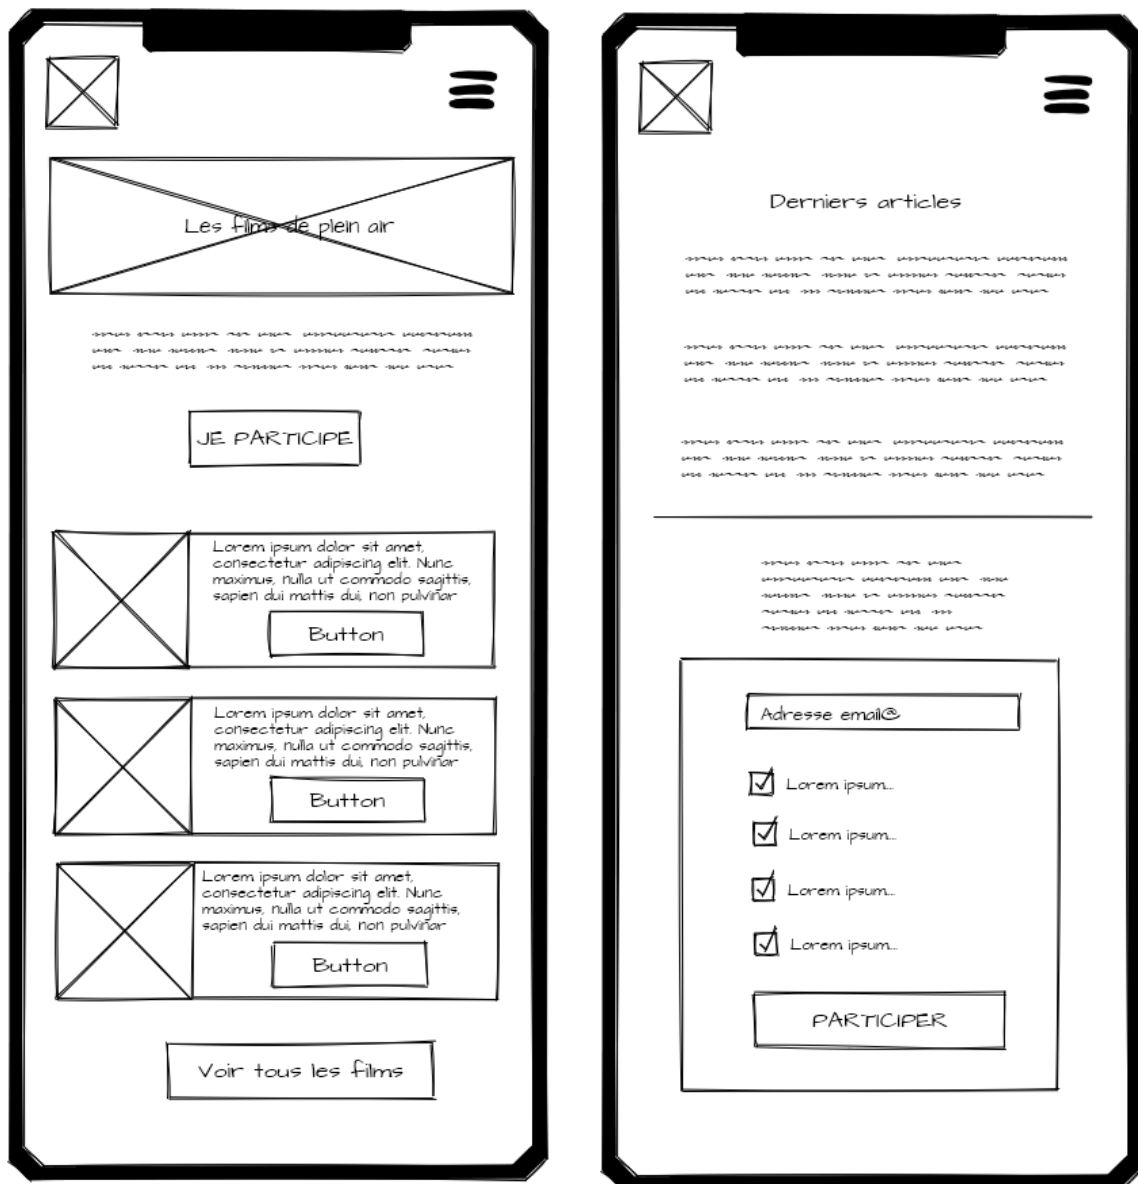 Les films de plein air
JE PARTICIPE
Lorem ipsum dolor sit amet,
consectetur adipiscing elit. Nunc
maximus, nulla ut commodo sagittis,
sapien dui mattis dui, non pulvinar
Button
Lorem ipsum dolor sit amet,
consectetur adipiscing elit. Nunc
maximus, nulla ut commodo sagittis,
sapien dui mattis dui, non pulvinar
Button
Lorem ipsum dolor sit amet,
consectetur adipiscing elit. Nunc
maximus, nulla ut commodo sagittis,
sapien dui mattis dui, non pulvinar
Button
Voir tous les films
Derniers articles
Adresse email@
Lorem ipsum...
Lorem ipsum...
Lorem ipsum...
Lorem ipsum...
PARTICIPER